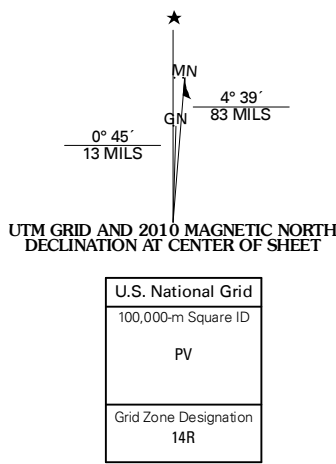 ★
MN
GN
4° 39´
83 MILS
0° 45´
13 MILS
UTM GRID AND 2010 MAGNETIC NORTH
DECLINATION AT CENTER OF SHEET
U.S. National Grid
100,000-m Square ID
PV
Grid Zone Designation
14R